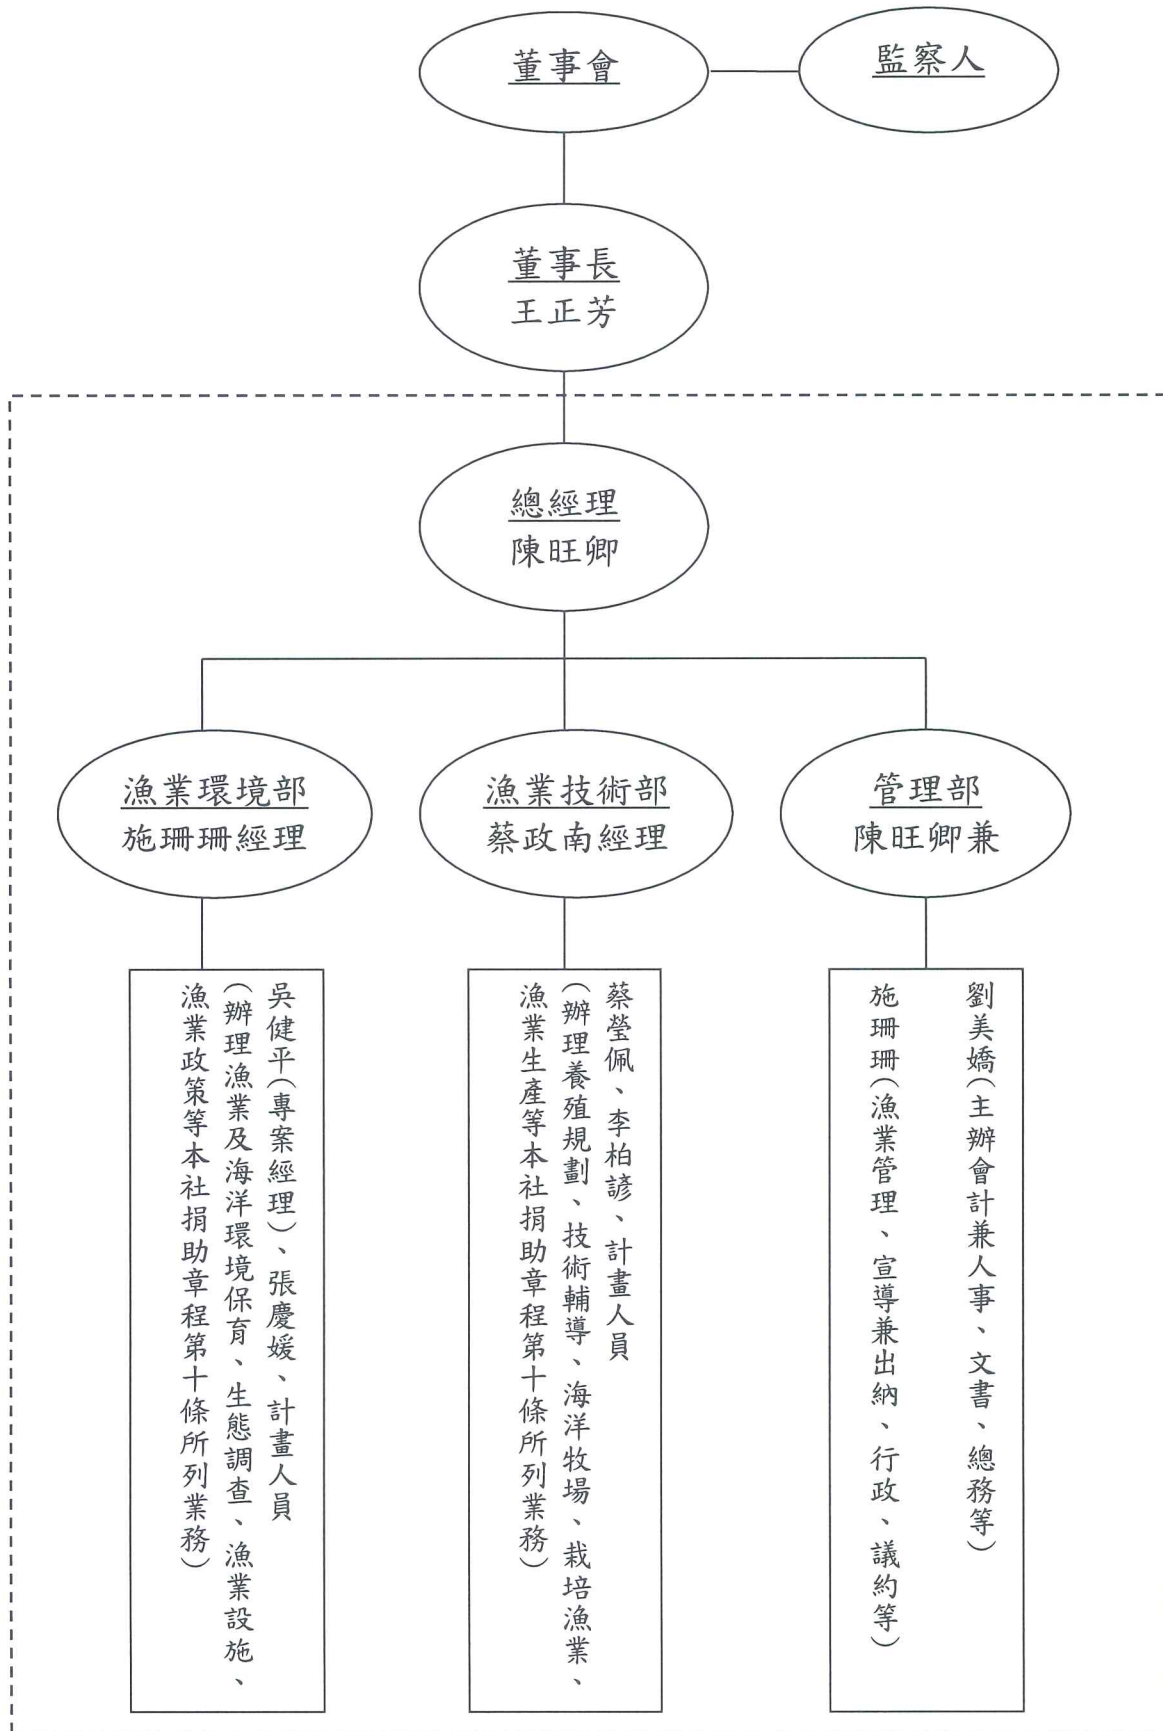 董事會
監察人
董事長
王正芳
總經理
陳旺卿
漁業環境部
施珊珊經理
漁業技術部
蔡政南經理
管理部
陳旺卿兼
吳健平(專案經理)、張慶媛、計畫人員
(辦理漁業及海洋環境保育、生態調查、漁業設施、
漁業政策等本社捐助章程第十條所列業務)
蔡瑩佩、李柏諺、計畫人員
(辦理養殖規劃、技術輔導、海洋牧場、栽培漁業、
漁業生產等本社捐助章程第十條所列業務)
劉美嬌(主辦會計兼人事、文書、總務等)
施珊珊(漁業管理、宣導兼出納、行政、議約等)